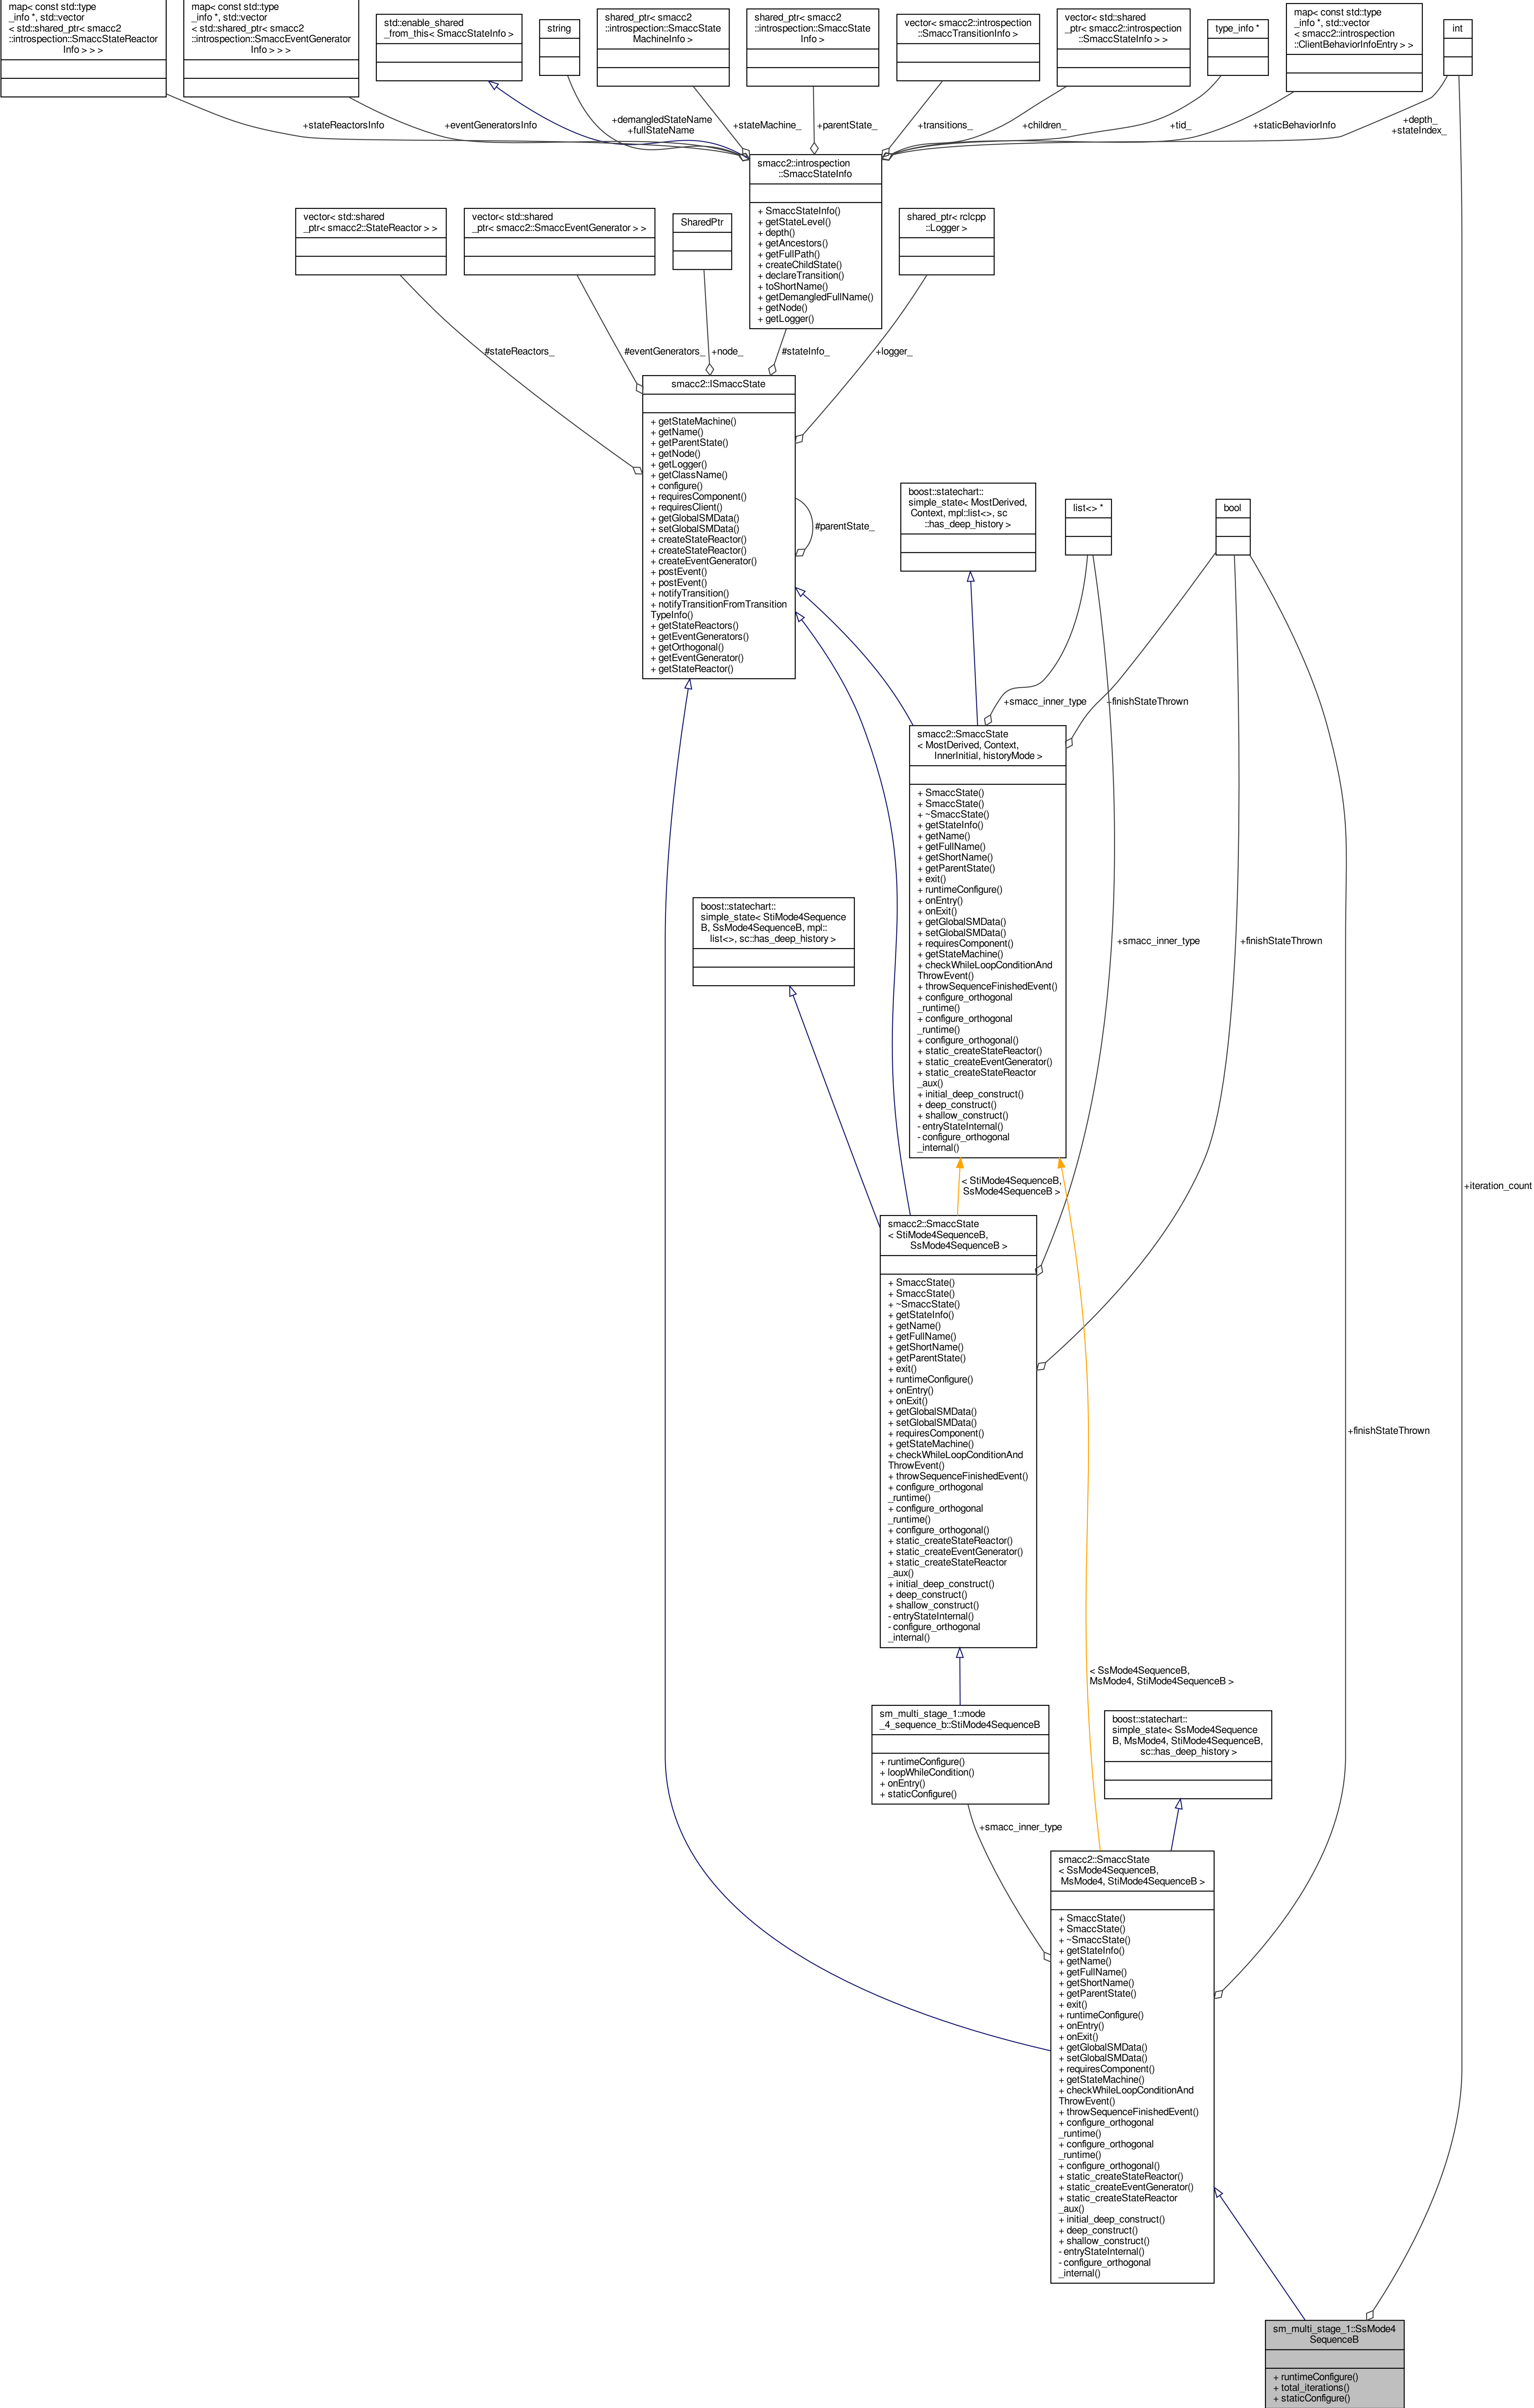 map< const std::type
_info *, std::vector
< std::shared_ptr< smacc2
::introspection::SmaccStateReactor
Info > > >
map< const std::type
_info *, std::vector
< std::shared_ptr< smacc2
::introspection::SmaccEventGenerator
Info > > >
std::enable_shared
_from_this< SmaccStateInfo >
string
shared_ptr< smacc2
::introspection::SmaccState
MachineInfo >
shared_ptr< smacc2
::introspection::SmaccState
Info >
vector< smacc2::introspection
::SmaccTransitionInfo >
vector< std::shared
_ptr< smacc2::introspection
::SmaccStateInfo > >
type_info *
map< const std::type
_info *, std::vector
< smacc2::introspection
::ClientBehaviorInfoEntry > >
int
+stateReactorsInfo
+eventGeneratorsInfo
+demangledStateName
+fullStateName
+stateMachine_
+parentState_
+transitions_
+children_
+tid_
+staticBehaviorInfo
+depth_
+stateIndex_
smacc2::introspection
::SmaccStateInfo
+ SmaccStateInfo()
+ getStateLevel()
+ depth()
+ getAncestors()
+ getFullPath()
+ createChildState()
+ declareTransition()
+ toShortName()
+ getDemangledFullName()
+ getNode()
+ getLogger()
vector< std::shared
_ptr< smacc2::StateReactor > >
vector< std::shared
_ptr< smacc2::SmaccEventGenerator > >
SharedPtr
shared_ptr< rclcpp
::Logger >
#stateReactors_
#eventGenerators_
+node_
#stateInfo_
+logger_
smacc2::ISmaccState
+ getStateMachine()
+ getName()
+ getParentState()
+ getNode()
+ getLogger()
+ getClassName()
+ configure()
+ requiresComponent()
+ requiresClient()
+ getGlobalSMData()
+ setGlobalSMData()
+ createStateReactor()
+ createStateReactor()
+ createEventGenerator()
+ postEvent()
+ postEvent()
+ notifyTransition()
+ notifyTransitionFromTransition
TypeInfo()
+ getStateReactors()
+ getEventGenerators()
+ getOrthogonal()
+ getEventGenerator()
+ getStateReactor()
#parentState_
boost::statechart::
simple_state< MostDerived,
Context, mpl::list<>, sc
::has_deep_history >
list<> *
bool
+smacc_inner_type
+finishStateThrown
smacc2::SmaccState
< MostDerived, Context,
InnerInitial, historyMode >
+ SmaccState()
+ SmaccState()
+ ~SmaccState()
+ getStateInfo()
+ getName()
+ getFullName()
+ getShortName()
+ getParentState()
+ exit()
+ runtimeConfigure()
+ onEntry()
+ onExit()
+ getGlobalSMData()
+ setGlobalSMData()
+ requiresComponent()
+ getStateMachine()
+ checkWhileLoopConditionAnd
ThrowEvent()
+ throwSequenceFinishedEvent()
+ configure_orthogonal
_runtime()
+ configure_orthogonal
_runtime()
+ configure_orthogonal()
+ static_createStateReactor()
+ static_createEventGenerator()
+ static_createStateReactor
_aux()
+ initial_deep_construct()
+ deep_construct()
+ shallow_construct()
- entryStateInternal()
- configure_orthogonal
_internal()
boost::statechart::
simple_state< StiMode4Sequence
B, SsMode4SequenceB, mpl::
list<>, sc::has_deep_history >
+smacc_inner_type
+finishStateThrown
< StiMode4SequenceB,
SsMode4SequenceB >
+iteration_count
smacc2::SmaccState
< StiMode4SequenceB,
SsMode4SequenceB >
+ SmaccState()
+ SmaccState()
+ ~SmaccState()
+ getStateInfo()
+ getName()
+ getFullName()
+ getShortName()
+ getParentState()
+ exit()
+ runtimeConfigure()
+ onEntry()
+ onExit()
+ getGlobalSMData()
+ setGlobalSMData()
+ requiresComponent()
+ getStateMachine()
+ checkWhileLoopConditionAnd
ThrowEvent()
+ throwSequenceFinishedEvent()
+ configure_orthogonal
_runtime()
+ configure_orthogonal
_runtime()
+ configure_orthogonal()
+ static_createStateReactor()
+ static_createEventGenerator()
+ static_createStateReactor
_aux()
+ initial_deep_construct()
+ deep_construct()
+ shallow_construct()
- entryStateInternal()
- configure_orthogonal
_internal()
+finishStateThrown
< SsMode4SequenceB,
MsMode4, StiMode4SequenceB >
sm_multi_stage_1::mode
_4_sequence_b::StiMode4SequenceB
+ runtimeConfigure()
+ loopWhileCondition()
+ onEntry()
+ staticConfigure()
boost::statechart::
simple_state< SsMode4Sequence
B, MsMode4, StiMode4SequenceB,
sc::has_deep_history >
+smacc_inner_type
smacc2::SmaccState
< SsMode4SequenceB,
MsMode4, StiMode4SequenceB >
+ SmaccState()
+ SmaccState()
+ ~SmaccState()
+ getStateInfo()
+ getName()
+ getFullName()
+ getShortName()
+ getParentState()
+ exit()
+ runtimeConfigure()
+ onEntry()
+ onExit()
+ getGlobalSMData()
+ setGlobalSMData()
+ requiresComponent()
+ getStateMachine()
+ checkWhileLoopConditionAnd
ThrowEvent()
+ throwSequenceFinishedEvent()
+ configure_orthogonal
_runtime()
+ configure_orthogonal
_runtime()
+ configure_orthogonal()
+ static_createStateReactor()
+ static_createEventGenerator()
+ static_createStateReactor
_aux()
+ initial_deep_construct()
+ deep_construct()
+ shallow_construct()
- entryStateInternal()
- configure_orthogonal
_internal()
sm_multi_stage_1::SsMode4
SequenceB
+ runtimeConfigure()
+ total_iterations()
+ staticConfigure()